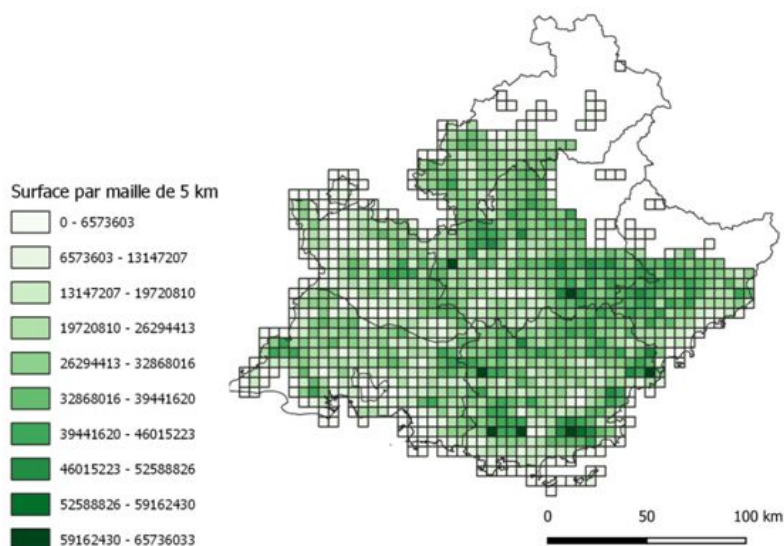 Surface par maille de 5 km
0 - 6573603
6573603 - 13147207
13147207 - 19720810
19720810 - 26294413
26294413 - 32868016
32868016 - 39441620
39441620 - 46015223
46015223 - 52588826
52588826 - 59162430
59162430 - 65736033
0 50 100 km